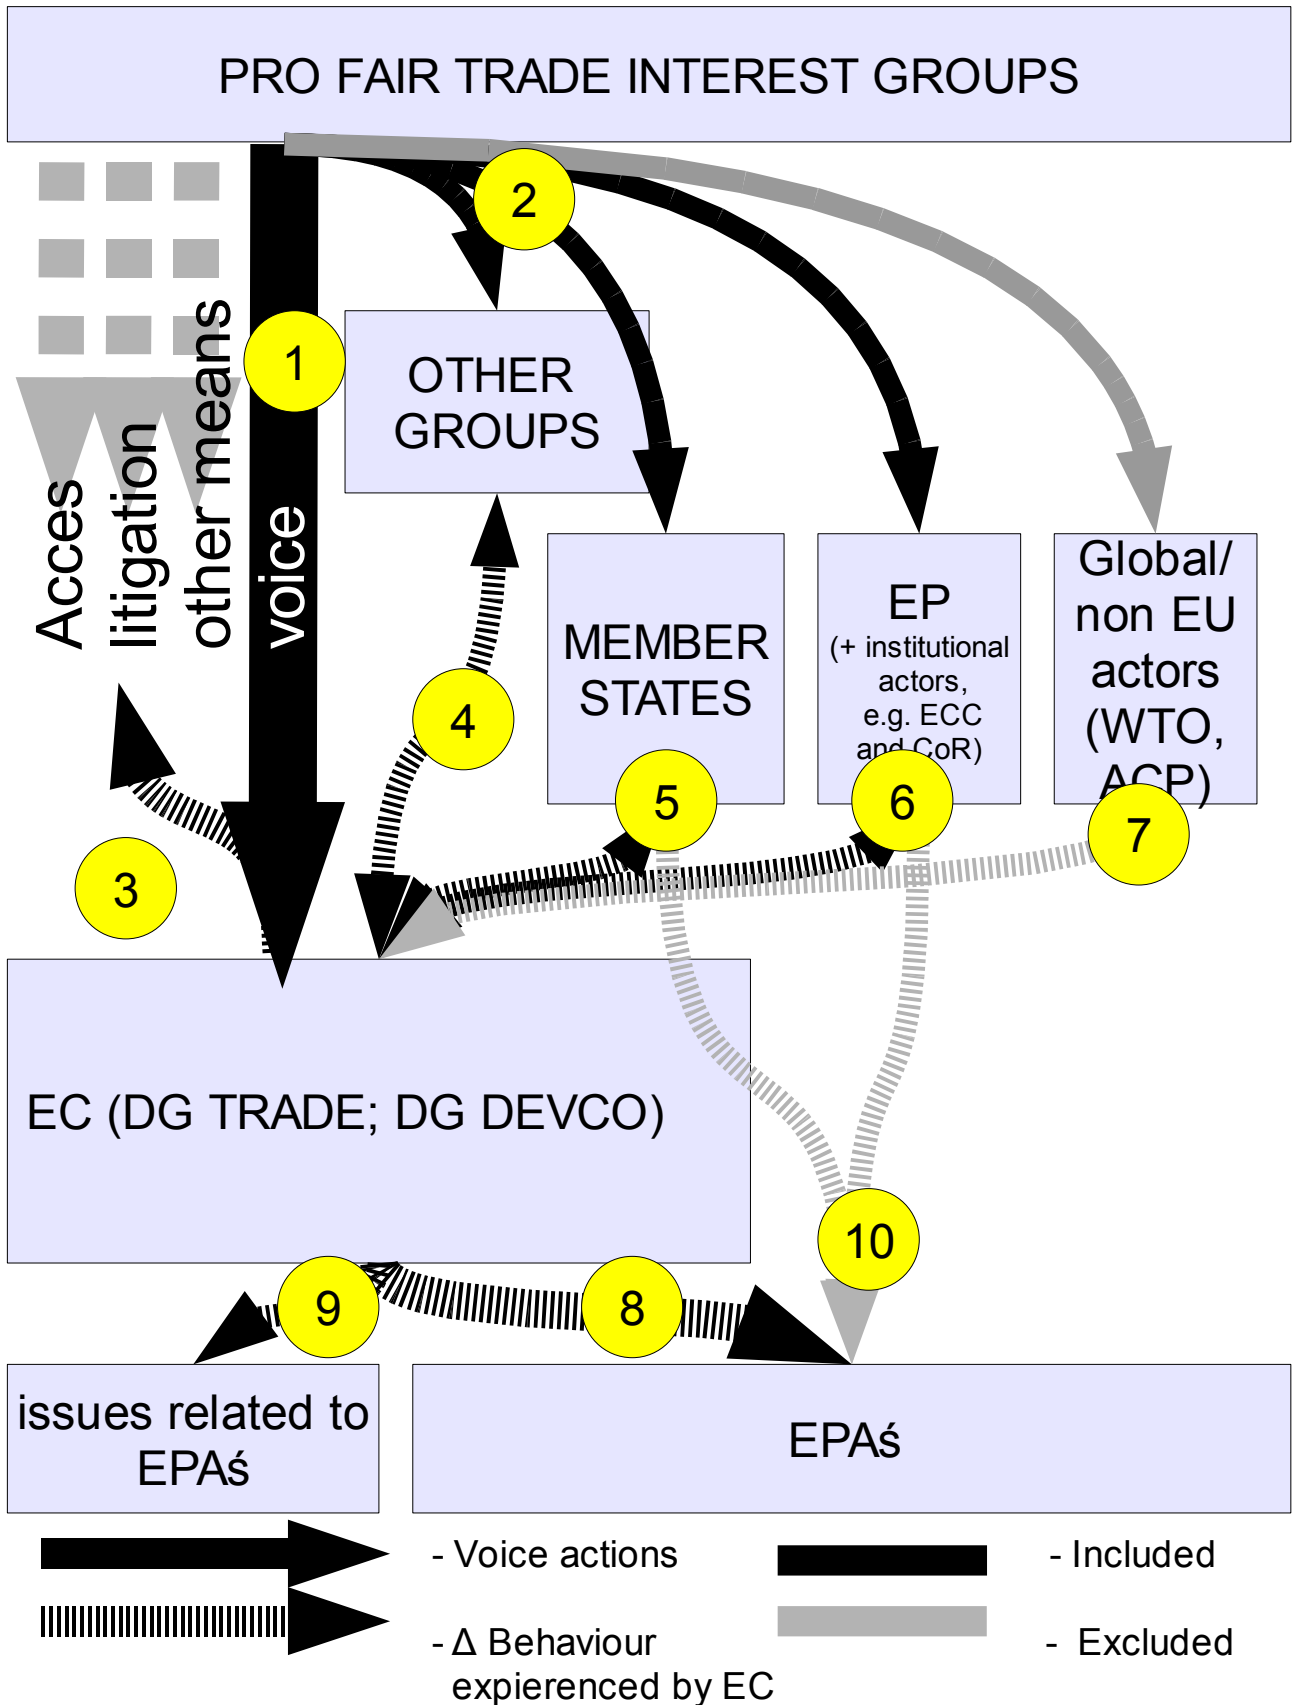 PRO FAIR TRADE INTEREST GROUPS
2
1
OTHER
GROUPS
Acces
litigation
other means
voice
MEMBER
STATES
EP
(+ institutional
actors,
e.g. ECC
and CoR)
Global/
non EU
actors
(WTO,
ACP)
4
5
6
7
3
EC (DG TRADE; DG DEVCO)
10
9
8
issues related to
EPAś
EPAś
- Voice actions
- Included
- Δ Behaviour
expierenced by EC
- Excluded